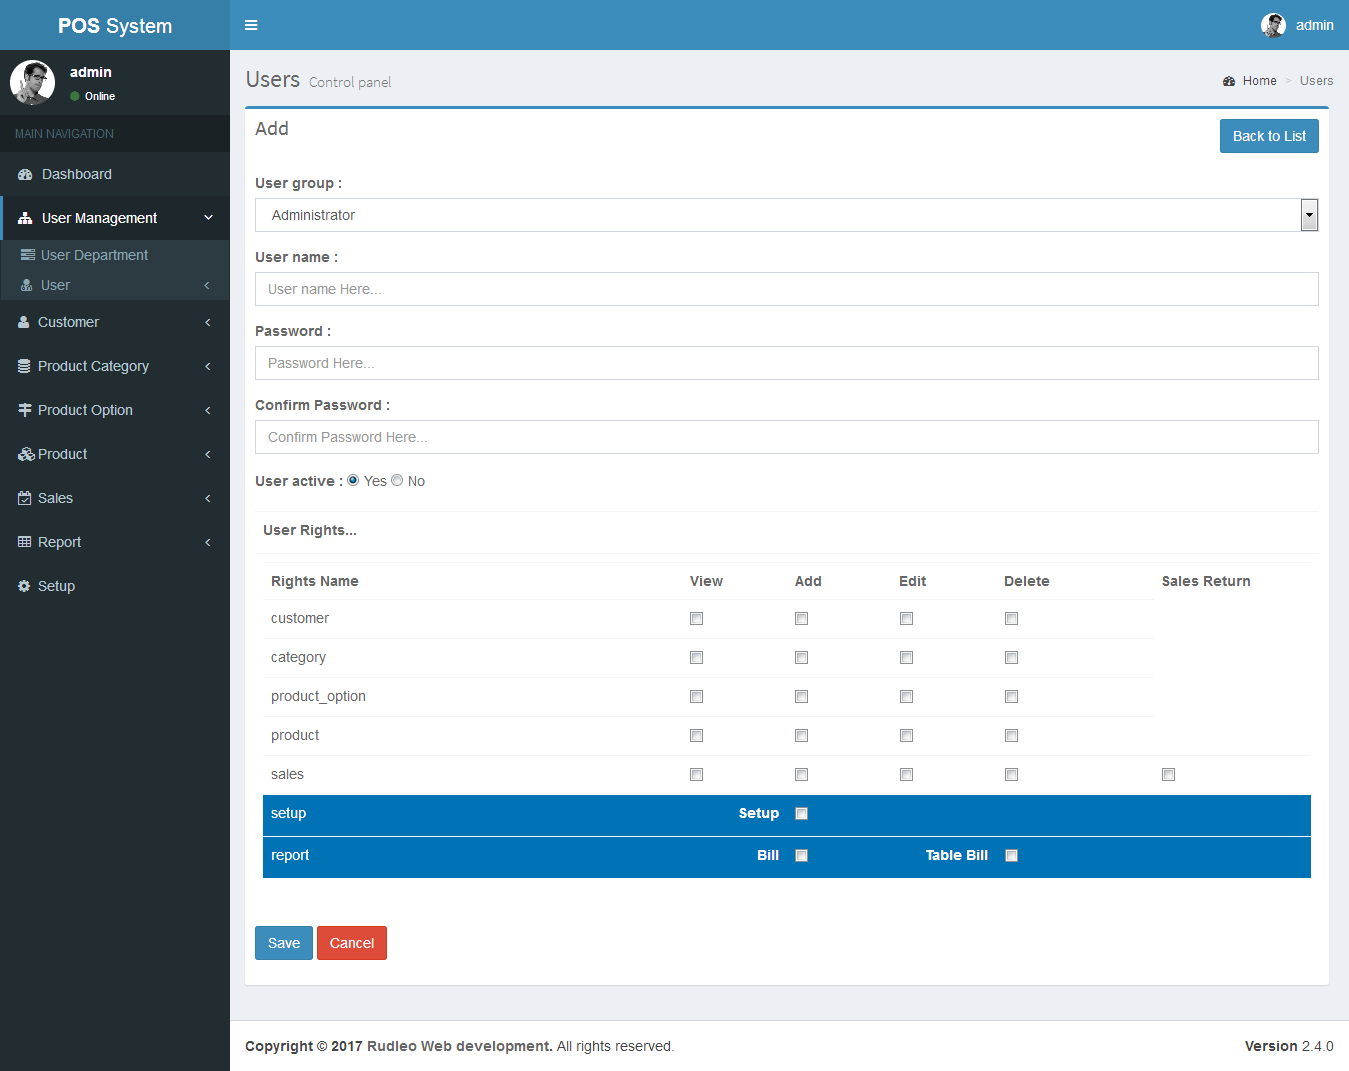 POS System
admin
admin
Online
MAIN NAVIGATION
Dashboard
User Management
User Department
User
Customer
Product Category
Product Option
Product
Sales
Report
Setup
Users Control panel
Home > Users
Add
Back to List
User group :
Administrator
User name :
User name Here...
Password :
Password Here...
Confirm Password :
Confirm Password Here...
User active : Yes No
User Rights...
Rights Name View Add Edit Delete Sales Return
customer
category
product_option
product
sales
setup Setup
report Bill Table Bill
Save Cancel
Copyright © 2017 Rudleo Web development. All rights reserved.
Version 2.4.0